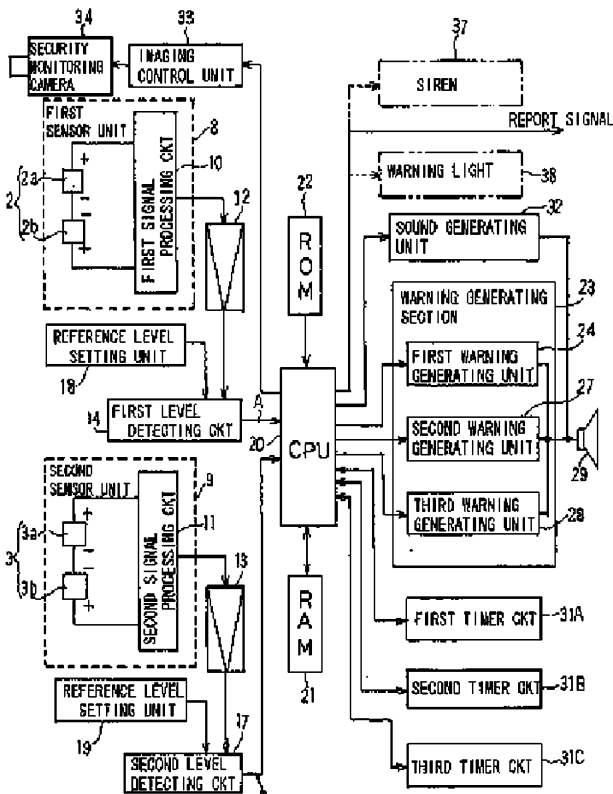 34
SECURITY
MONITORING
CAMERA
33
IMAGING
CONTROL UNIT
37
SIREN
REPORT SIGNAL
WARNING LIGHT
38
FIRST
SENSOR UNIT
8
2
2a
2b
+
−
−
+
FIRST SIGNAL
PROCESSING CKT
10
12
22
ROM
SOUND GENERATING
UNIT
32
WARNING GENERATING
SECTION
23
24
FIRST WARNING
GENERATING UNIT
27
SECOND WARNING
GENERATING UNIT
29
THIRD WARNING
GENERATING UNIT
28
REFERENCE LEVEL
SETTING UNIT
18
14
FIRST LEVEL
DETECTING CKT
A
20
CPU
SECOND
SENSOR UNIT
9
3
3a
3b
+
−
−
+
SECOND SIGNAL
PROCESSING CKT
11
13
RAM
21
FIRST TIMER CKT
31A
SECOND TIMER CKT
31B
THIRD TIMER CKT
31C
REFERENCE LEVEL
SETTING UNIT
19
17
SECOND LEVEL
DETECTING CKT